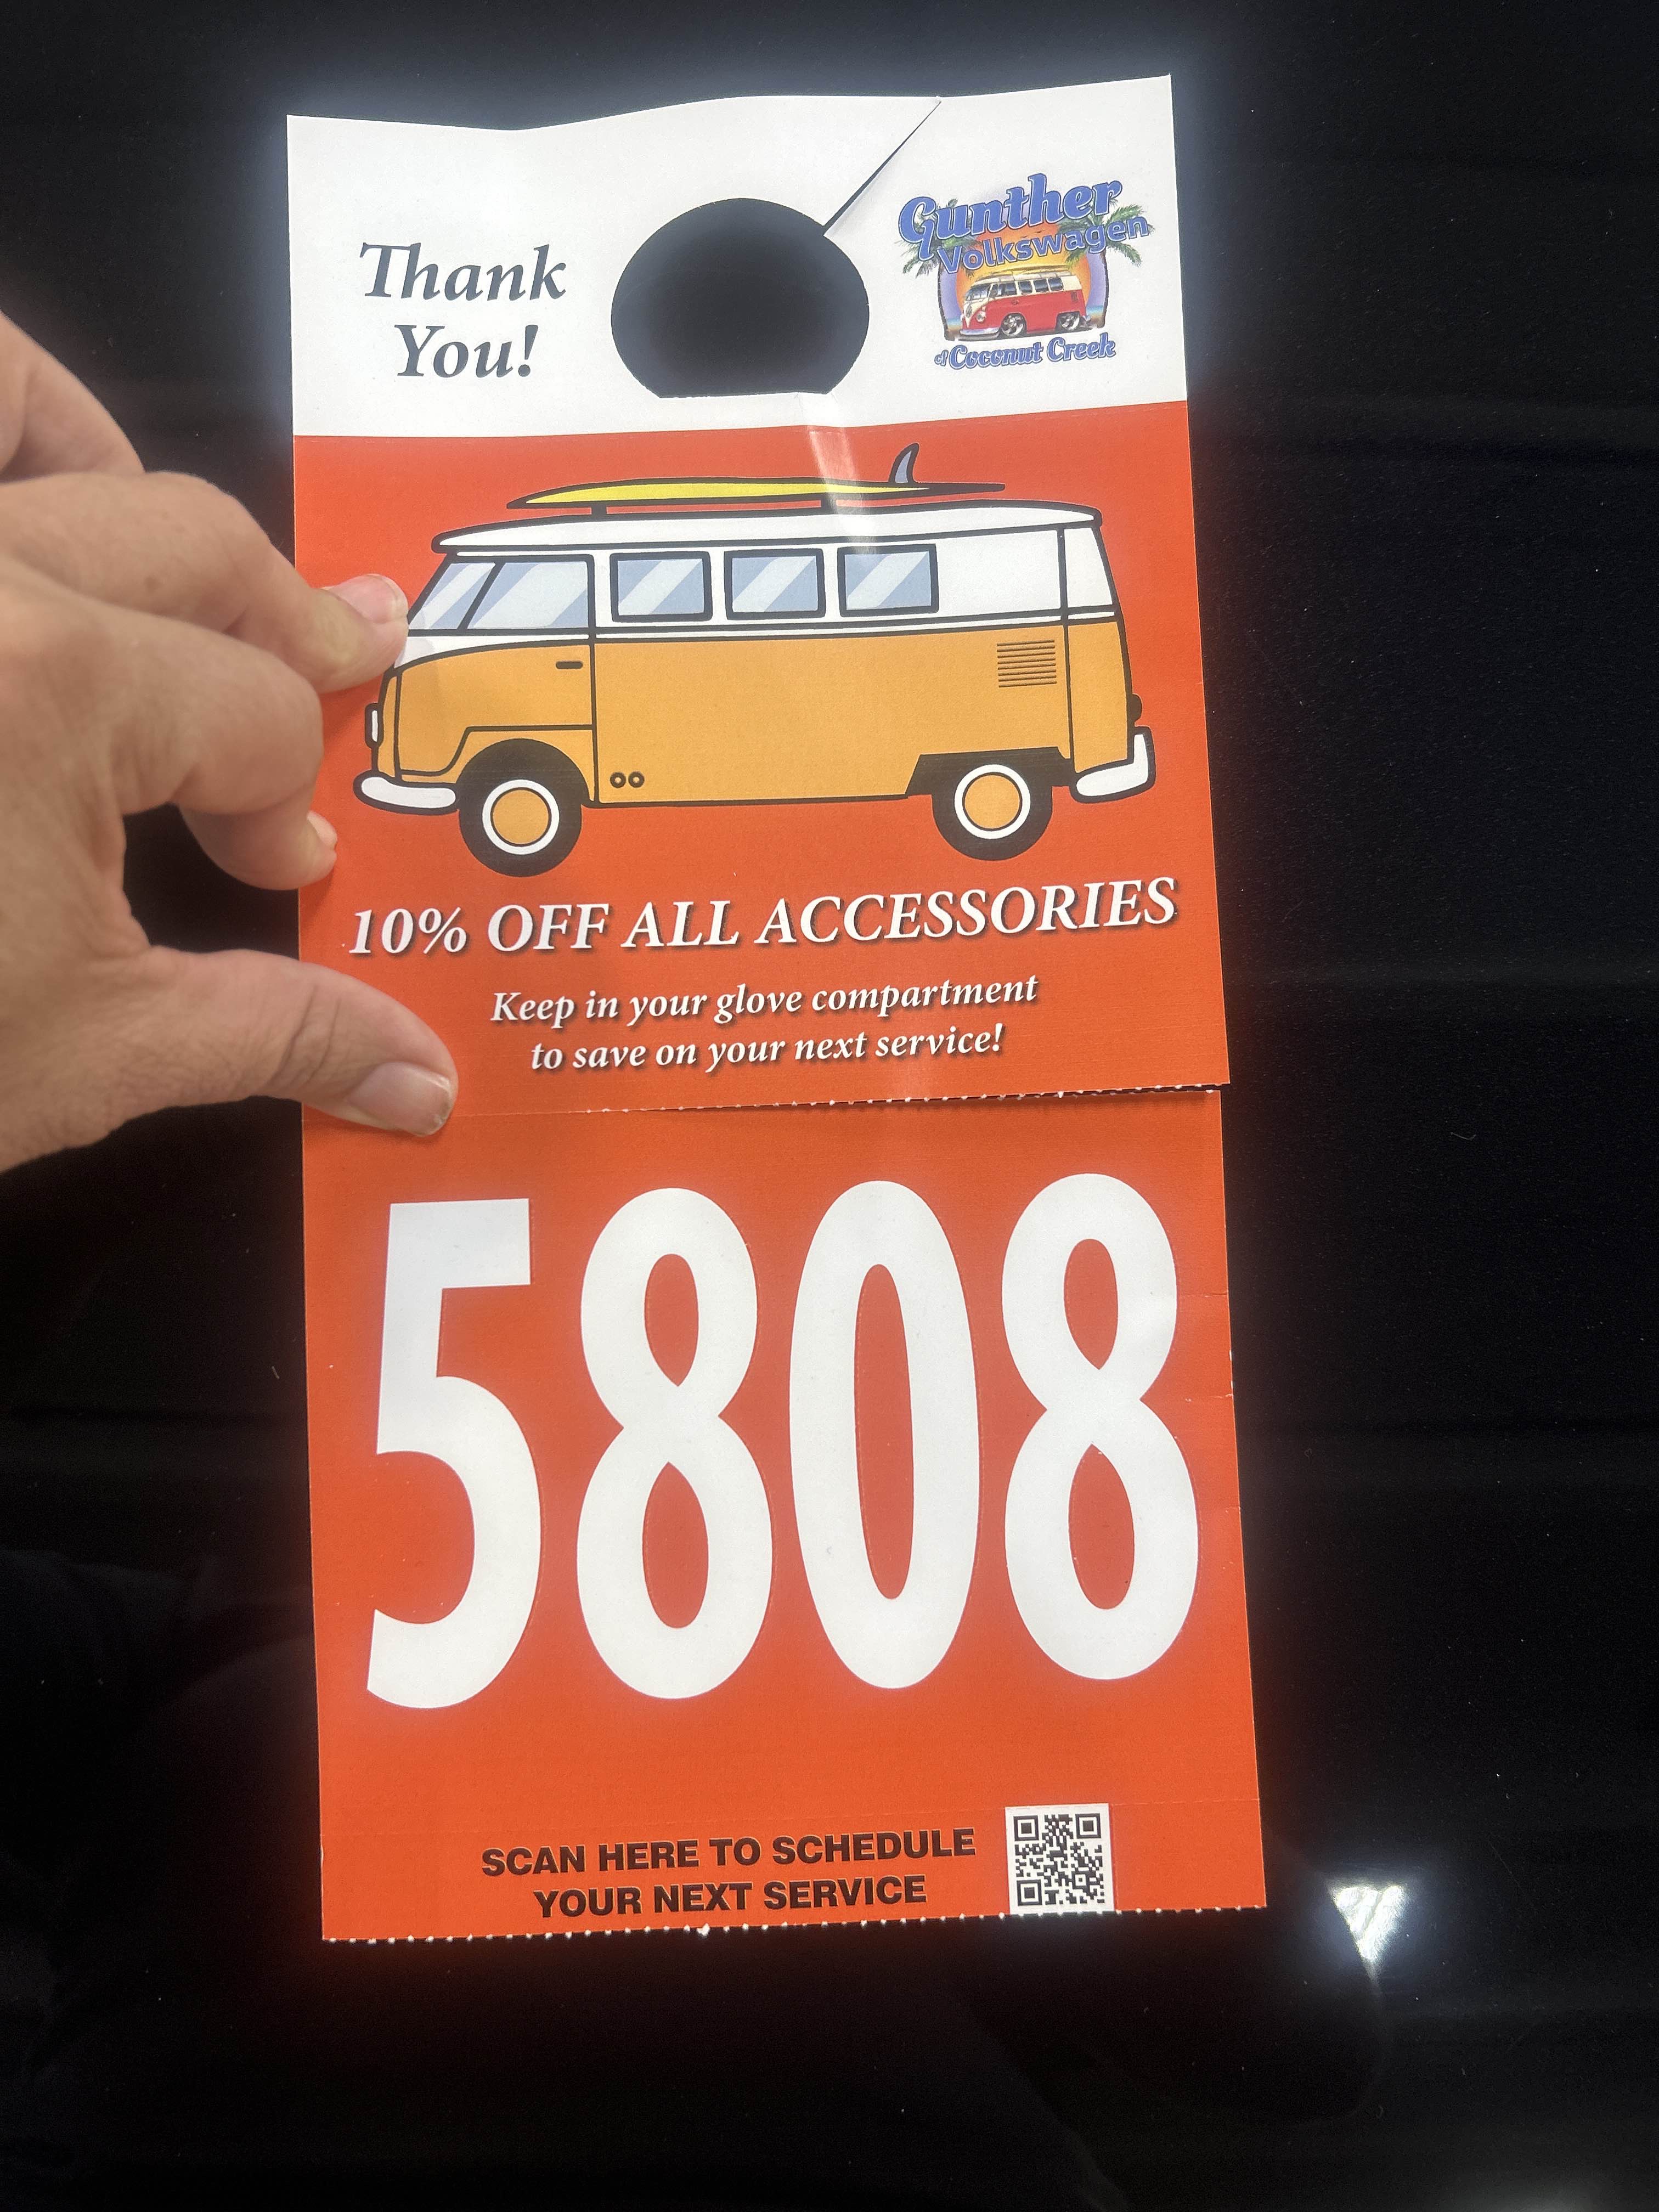 Thank
You!
Gunther
Volkswagen
of Coconut Creek
10% OFF ALL ACCESSORIES
Keep in your glove compartment
to save on your next service!
5808
SCAN HERE TO SCHEDULE
YOUR NEXT SERVICE